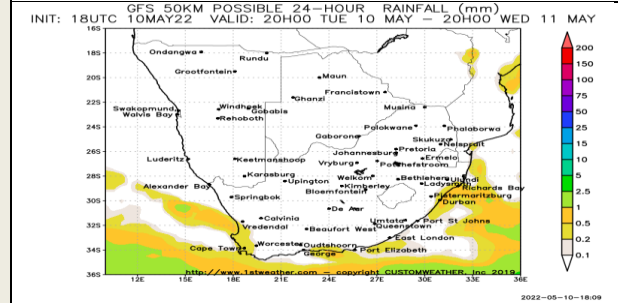 GFS 50KM POSSIBLE 24-HOUR RAINFALL (mm)
INIT: 18UTC 10MAY22 VALID: 20H00 TUE 10 MAY – 20H00 WED 11 MAY
16S
18S
20S
22S
24S
26S
28S
30S
32S
34S
36S
Ondangwa
Rundu
Grootfontein
Maun
Francistown
Ghanzi
Windhoek
Gobabis
Swakopmund
Walvis Bay
Rehoboth
Musina
Polokwane
Phalaborwa
Gaborone
Skukuza
Nelspruit
Johannesburg
Pretoria
Luderitz
Keetmanshoop
Vryburg
Potchefstroom
Ermelo
Karasburg
Upington
Welkom
Bethlehem
Ulundi
Alexander Bay
Kimberley
Ladysmith
Richards Bay
Springbok
Bloemfontein
Pietermaritzburg
Durban
De Aar
Calvinia
Umtata
Port St Johns
Vredendal
Beaufort West
Queenstown
East London
Cape Town
Worcester
Oudtshoorn
George
Port Elizabeth
http://www.1stweather.com – copyright CUSTOMWEATHER, Inc 2019
12E 15E 18E 21E 24E 27E 30E 33E 36E
200
150
100
75
50
25
15
10
5
2.5
1
0.5
0.2
0.1
2022-05-10-18:09